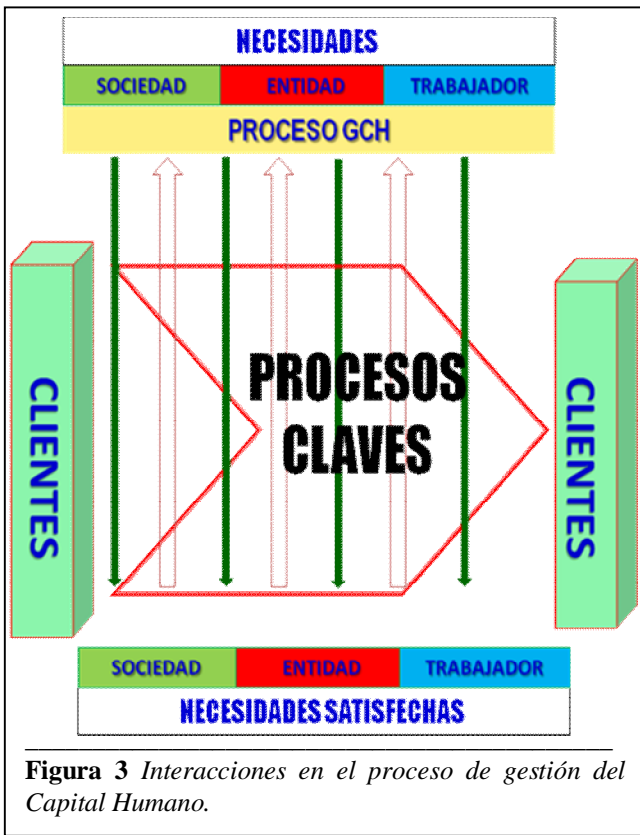 NECESIDADES
SOCIEDAD ENTIDAD TRABAJADOR
PROCESO GCH
CLIENTES
PROCESOS
CLAVES
CLIENTES
SOCIEDAD ENTIDAD TRABAJADOR
NECESIDADES SATISFECHAS
Figura 3 Interacciones en el proceso de gestión del
Capital Humano.